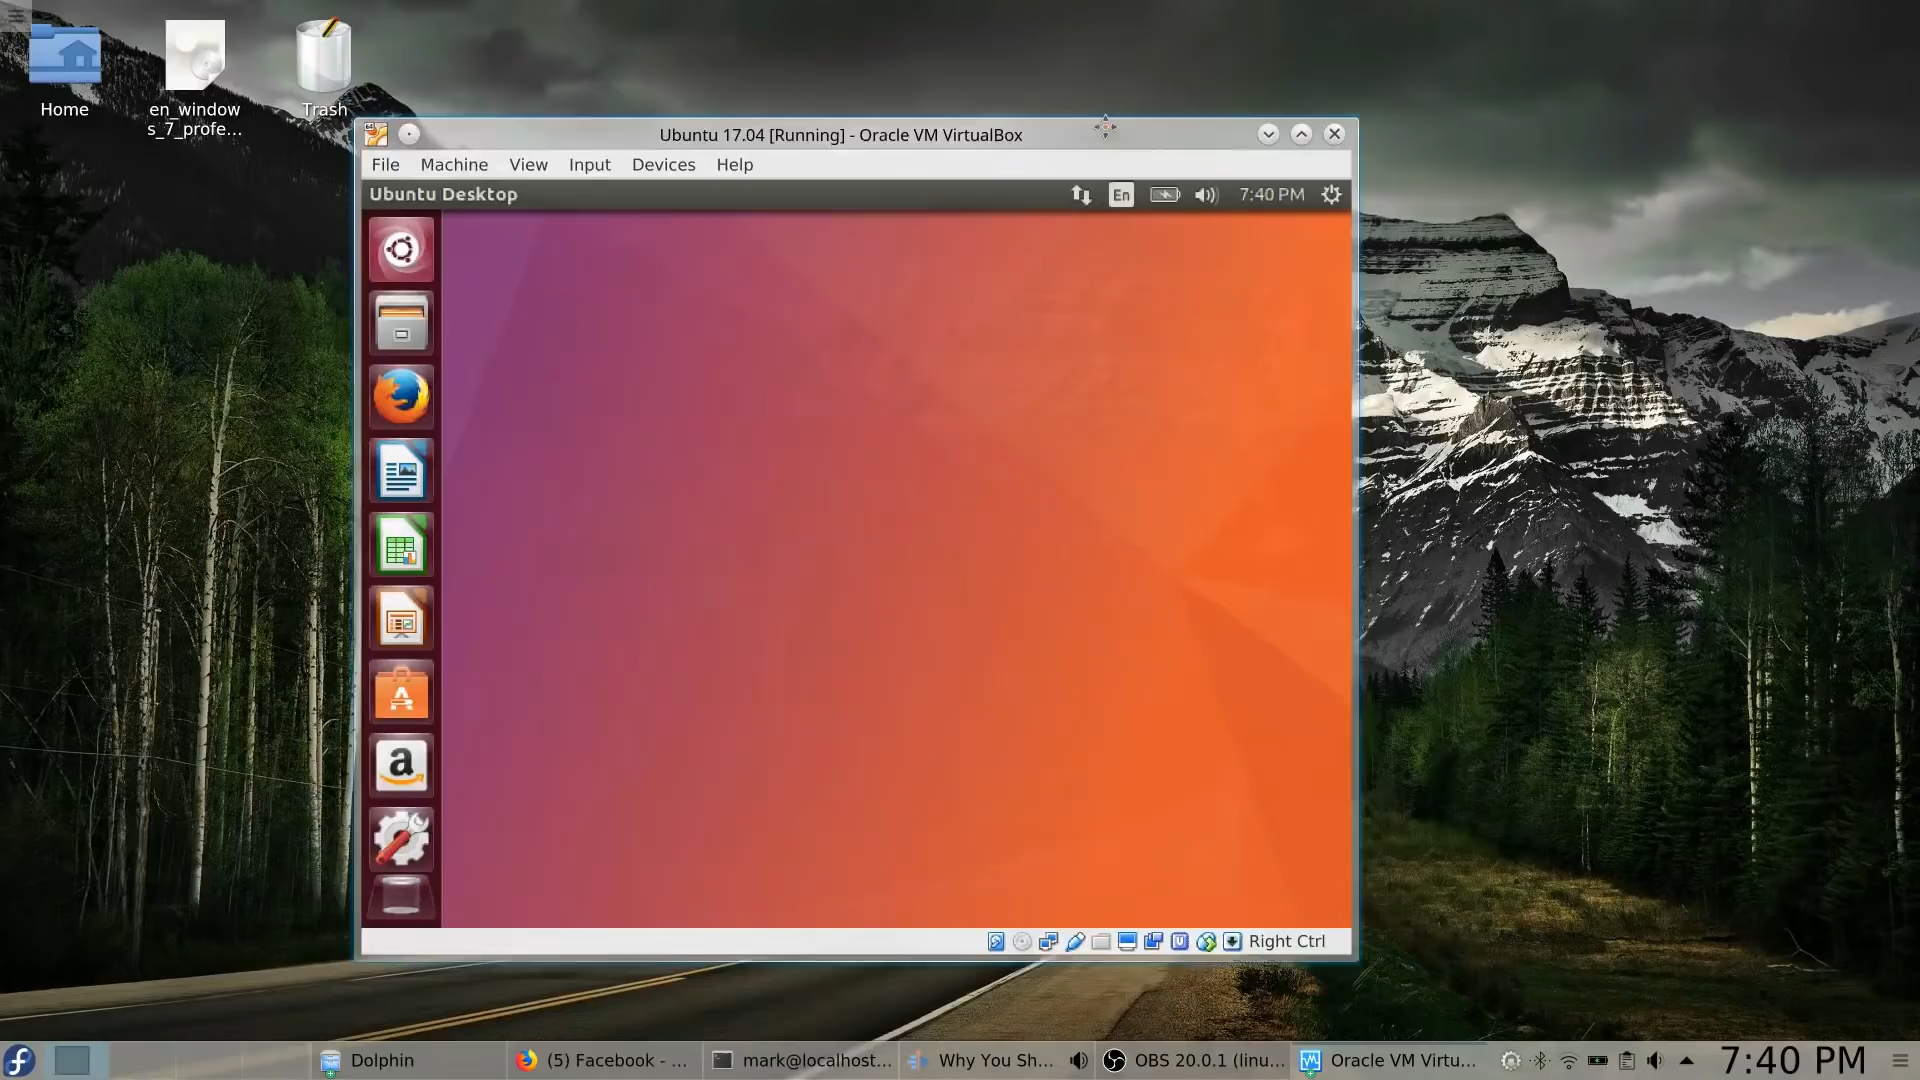 Home
en_window
s_7_profe...
Trash
Ubuntu 17.04 [Running] - Oracle VM VirtualBox
File Machine View Input Devices Help
Ubuntu Desktop
En
7:40 PM
a
Right Ctrl
Dolphin
(5) Facebook - ...
mark@localhost...
Why You Sh...
OBS 20.0.1 (linu...
Oracle VM Virtu...
7:40 PM